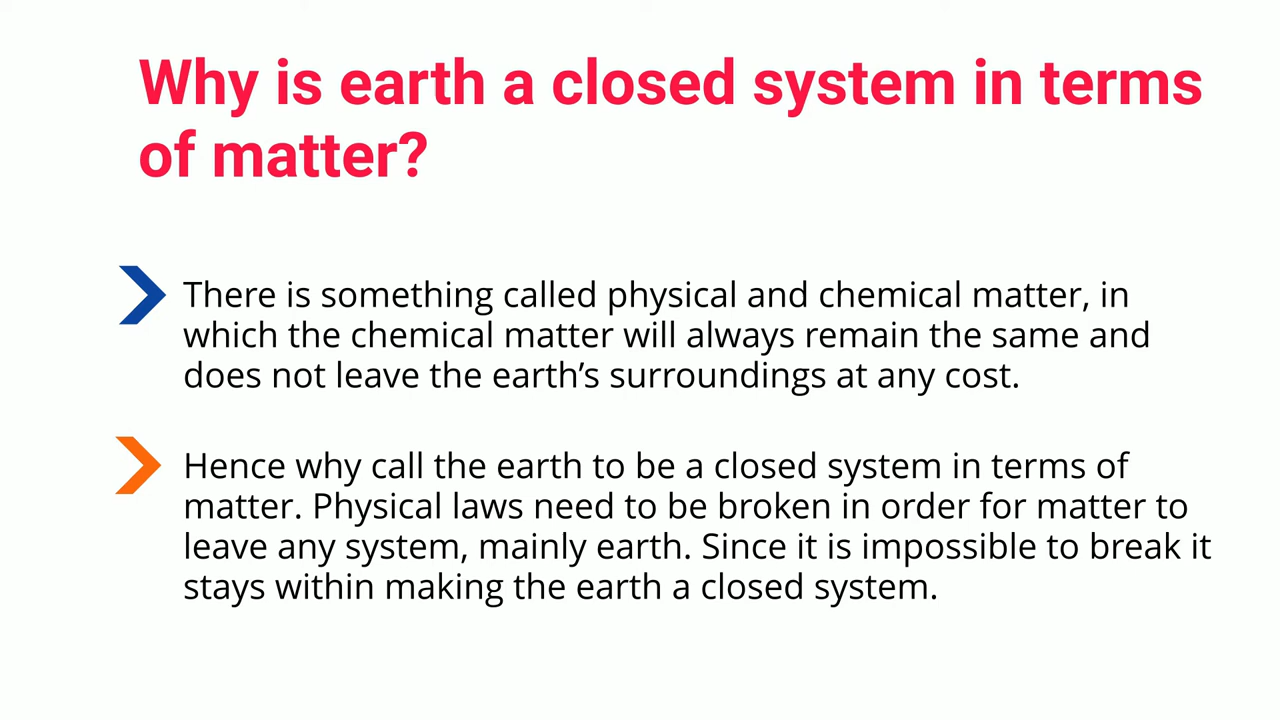 Why is earth a closed system in terms
of matter?
There is something called physical and chemical matter, in
which the chemical matter will always remain the same and
does not leave the earth’s surroundings at any cost.
Hence why call the earth to be a closed system in terms of
matter. Physical laws need to be broken in order for matter to
leave any system, mainly earth. Since it is impossible to break it
stays within making the earth a closed system.